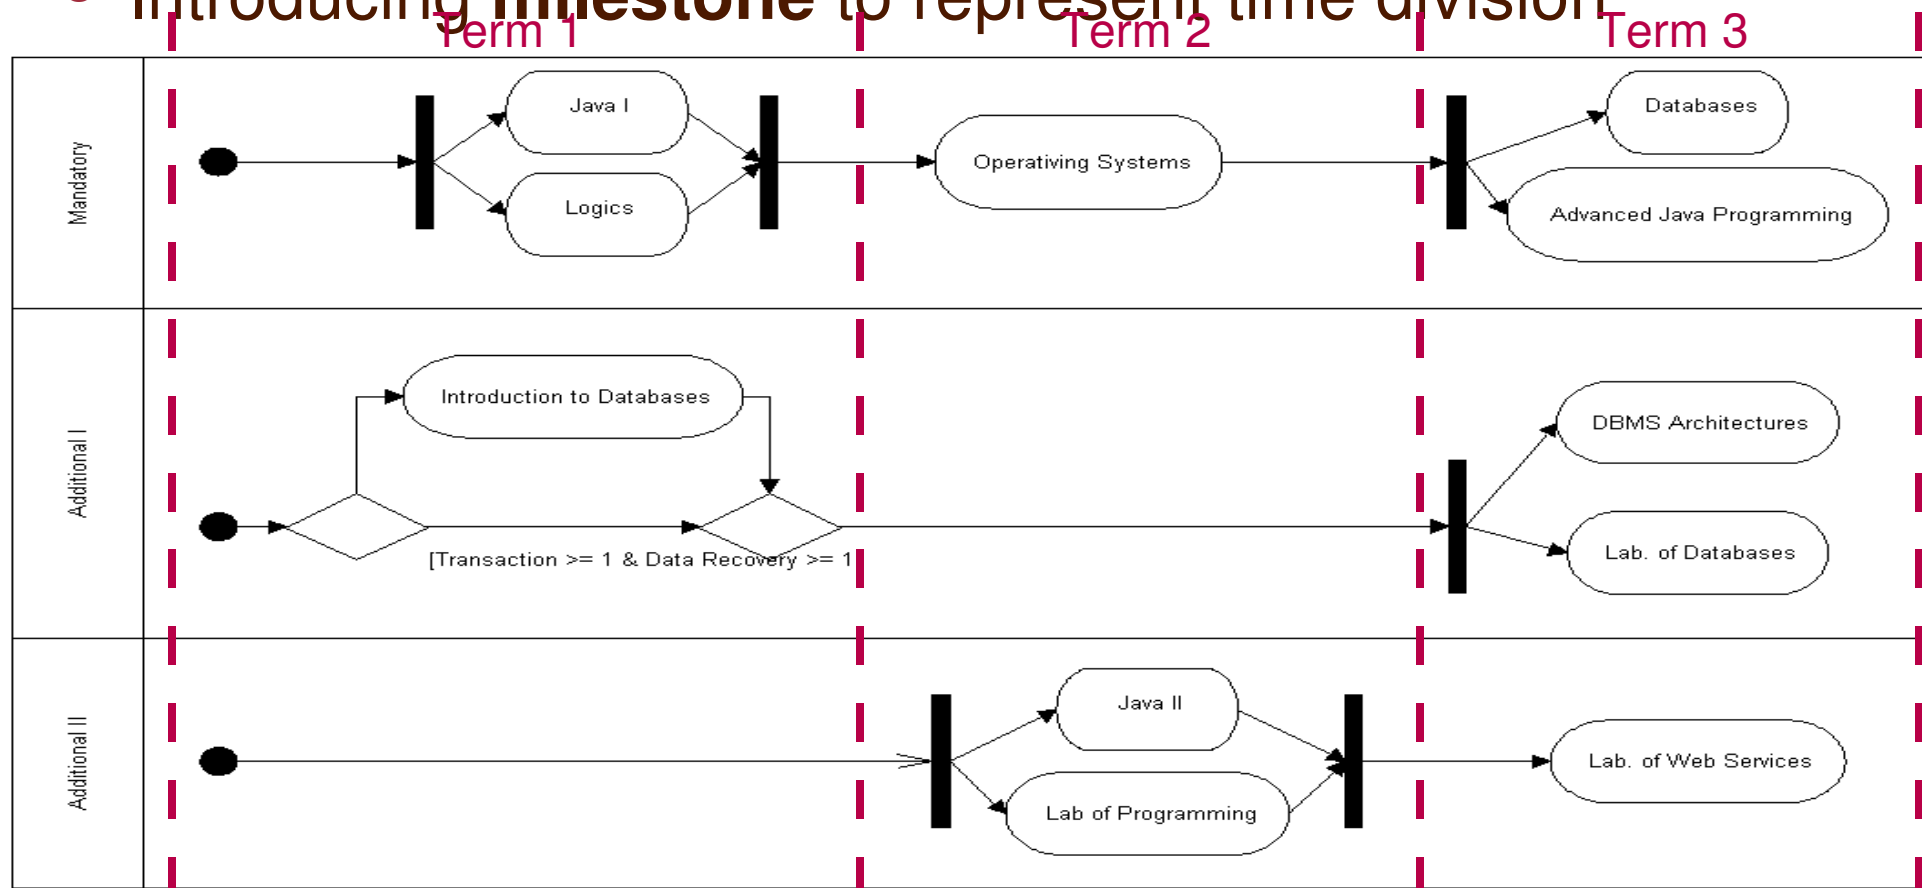 Introducing milestone to represent time division
Term 1
Term 2
Term 3
Mandatory
Java I
Logics
Operativing Systems
Databases
Advanced Java Programming
Additional I
Introduction to Databases
[Transaction >= 1 & Data Recovery >= 1
DBMS Architectures
Lab. of Databases
Additional II
Java II
Lab of Programming
Lab. of Web Services